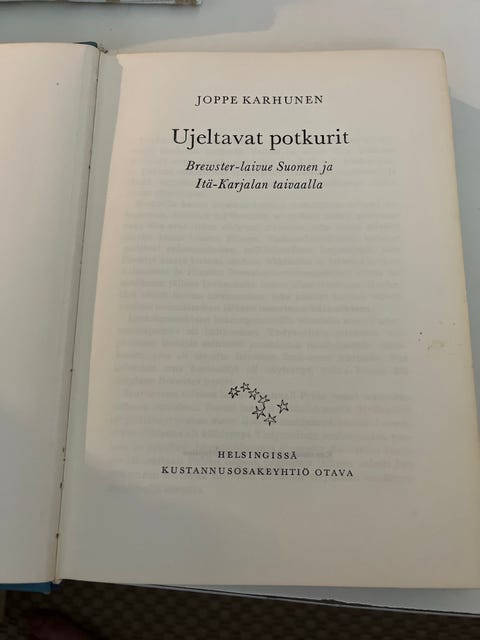 JOPPE KARHUNEN
Ujeltavat potkurit
Brewster-laivue Suomen ja
Itä-Karjalan taivaalla
HELSINGISSÄ
KUSTANNUSOSAKEYHTIÖ OTAVA